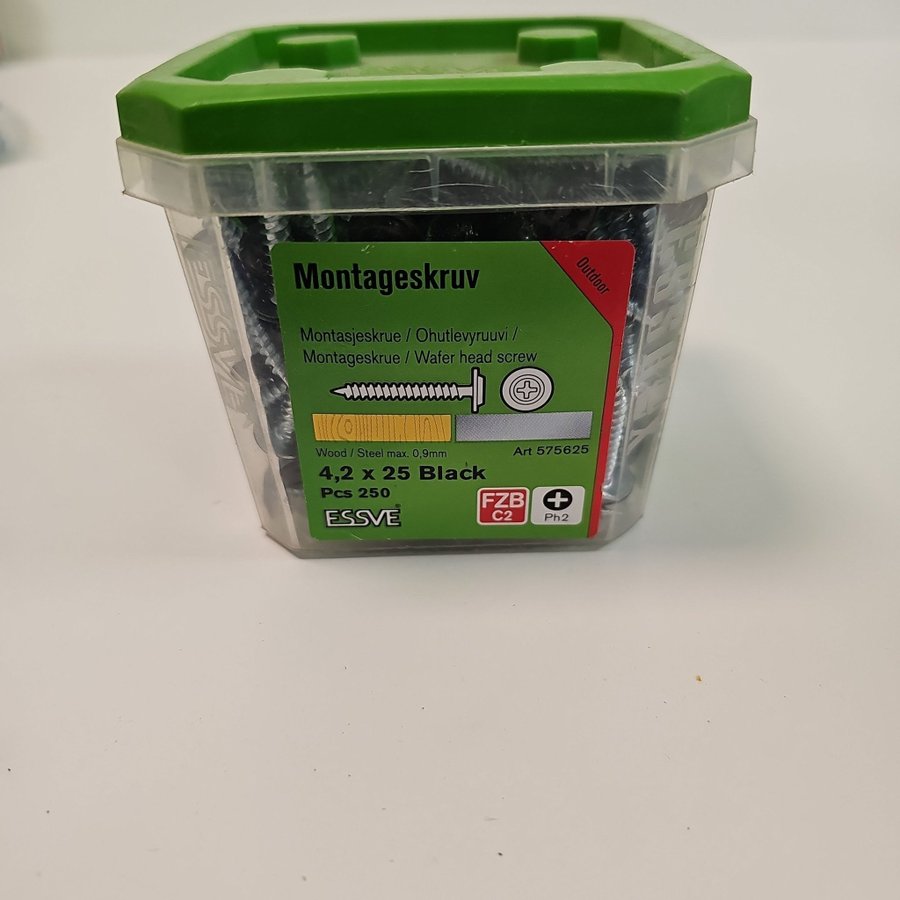 Montageskruv
Outdoor
Montasjeskrue / Ohutlevyruuvi /
Montageskrue / Wafer head screw
Wood / Steel max. 0,9mm
Art 575625
4,2 x 25 Black
Pcs 250
ESSVE
FZB
C2
Ph2
ESSVE